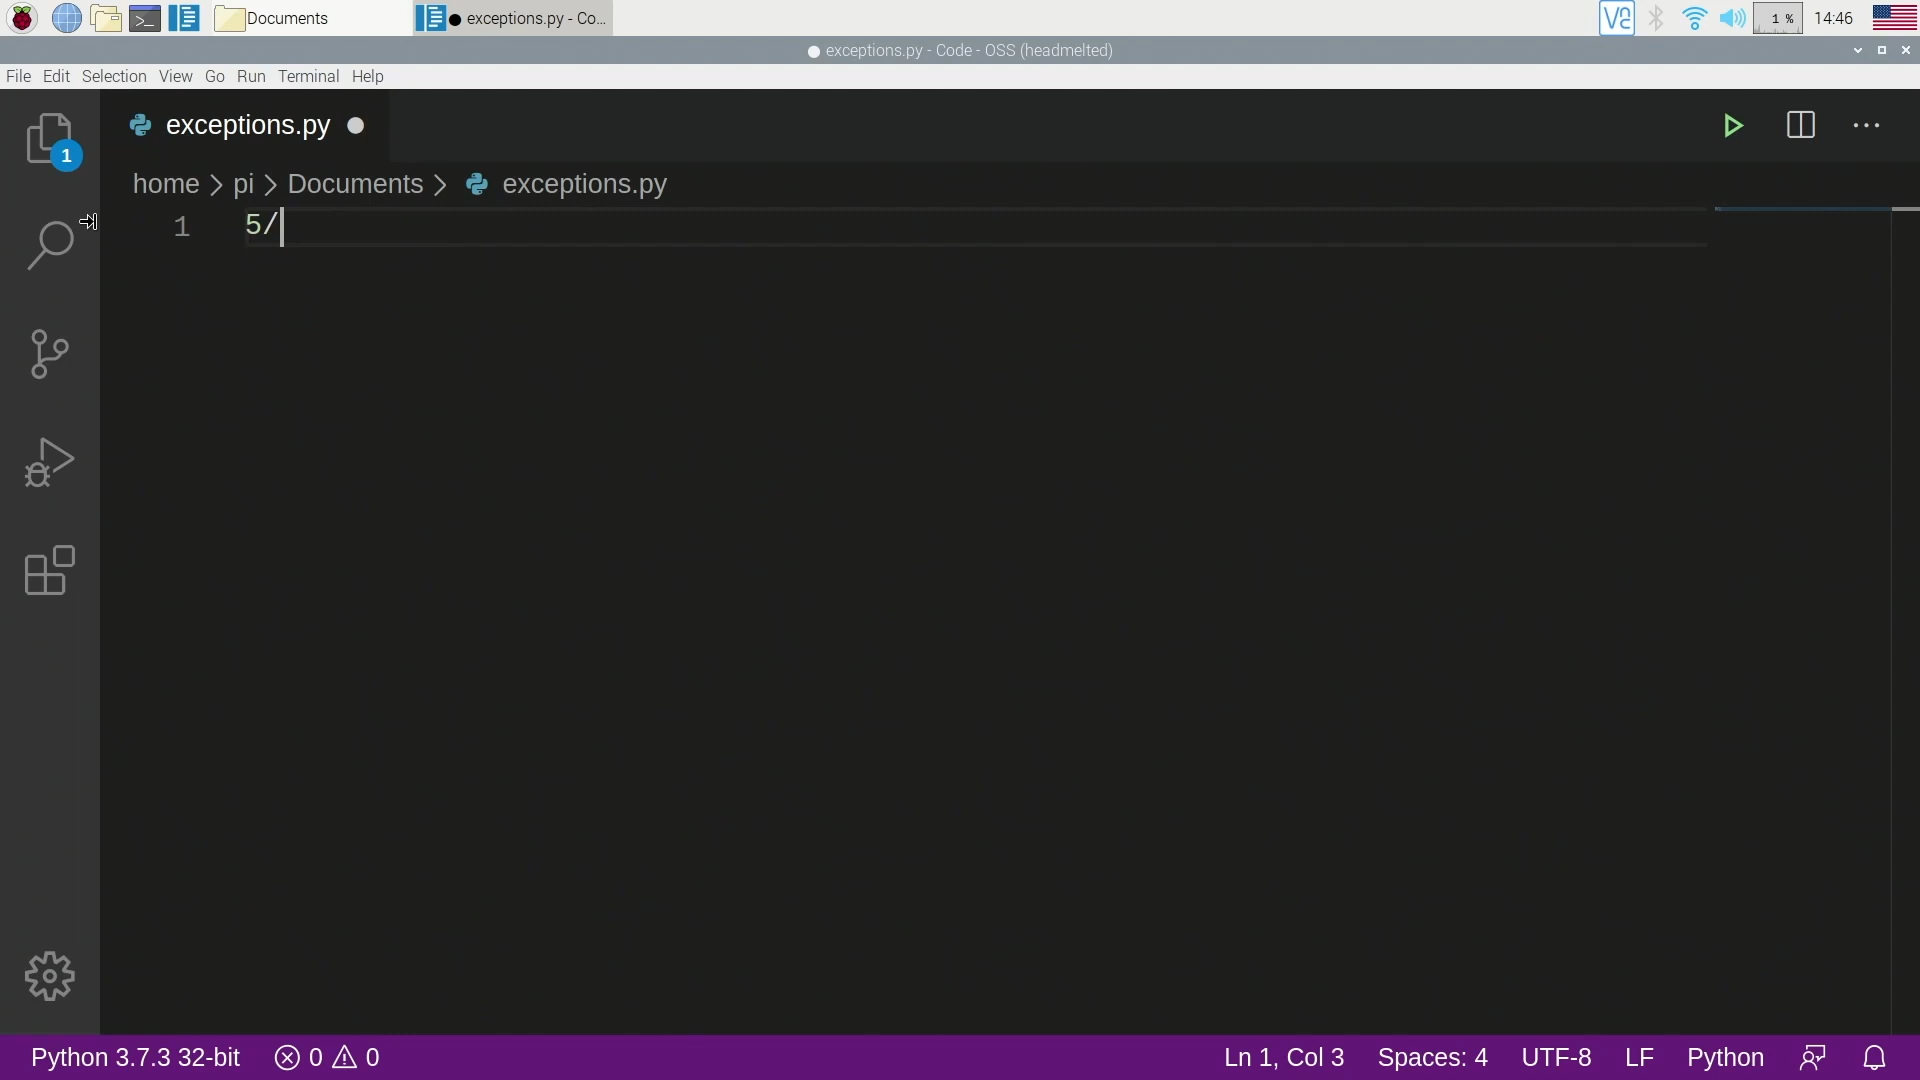 Documents
exceptions.py - Co...
V2
1 %
14:46
exceptions.py - Code - OSS (headmelted)
File Edit Selection View Go Run Terminal Help
exceptions.py
1
home > pi > Documents > exceptions.py
1 5/
Python 3.7.3 32-bit 0 0 Ln 1, Col 3 Spaces: 4 UTF-8 LF Python